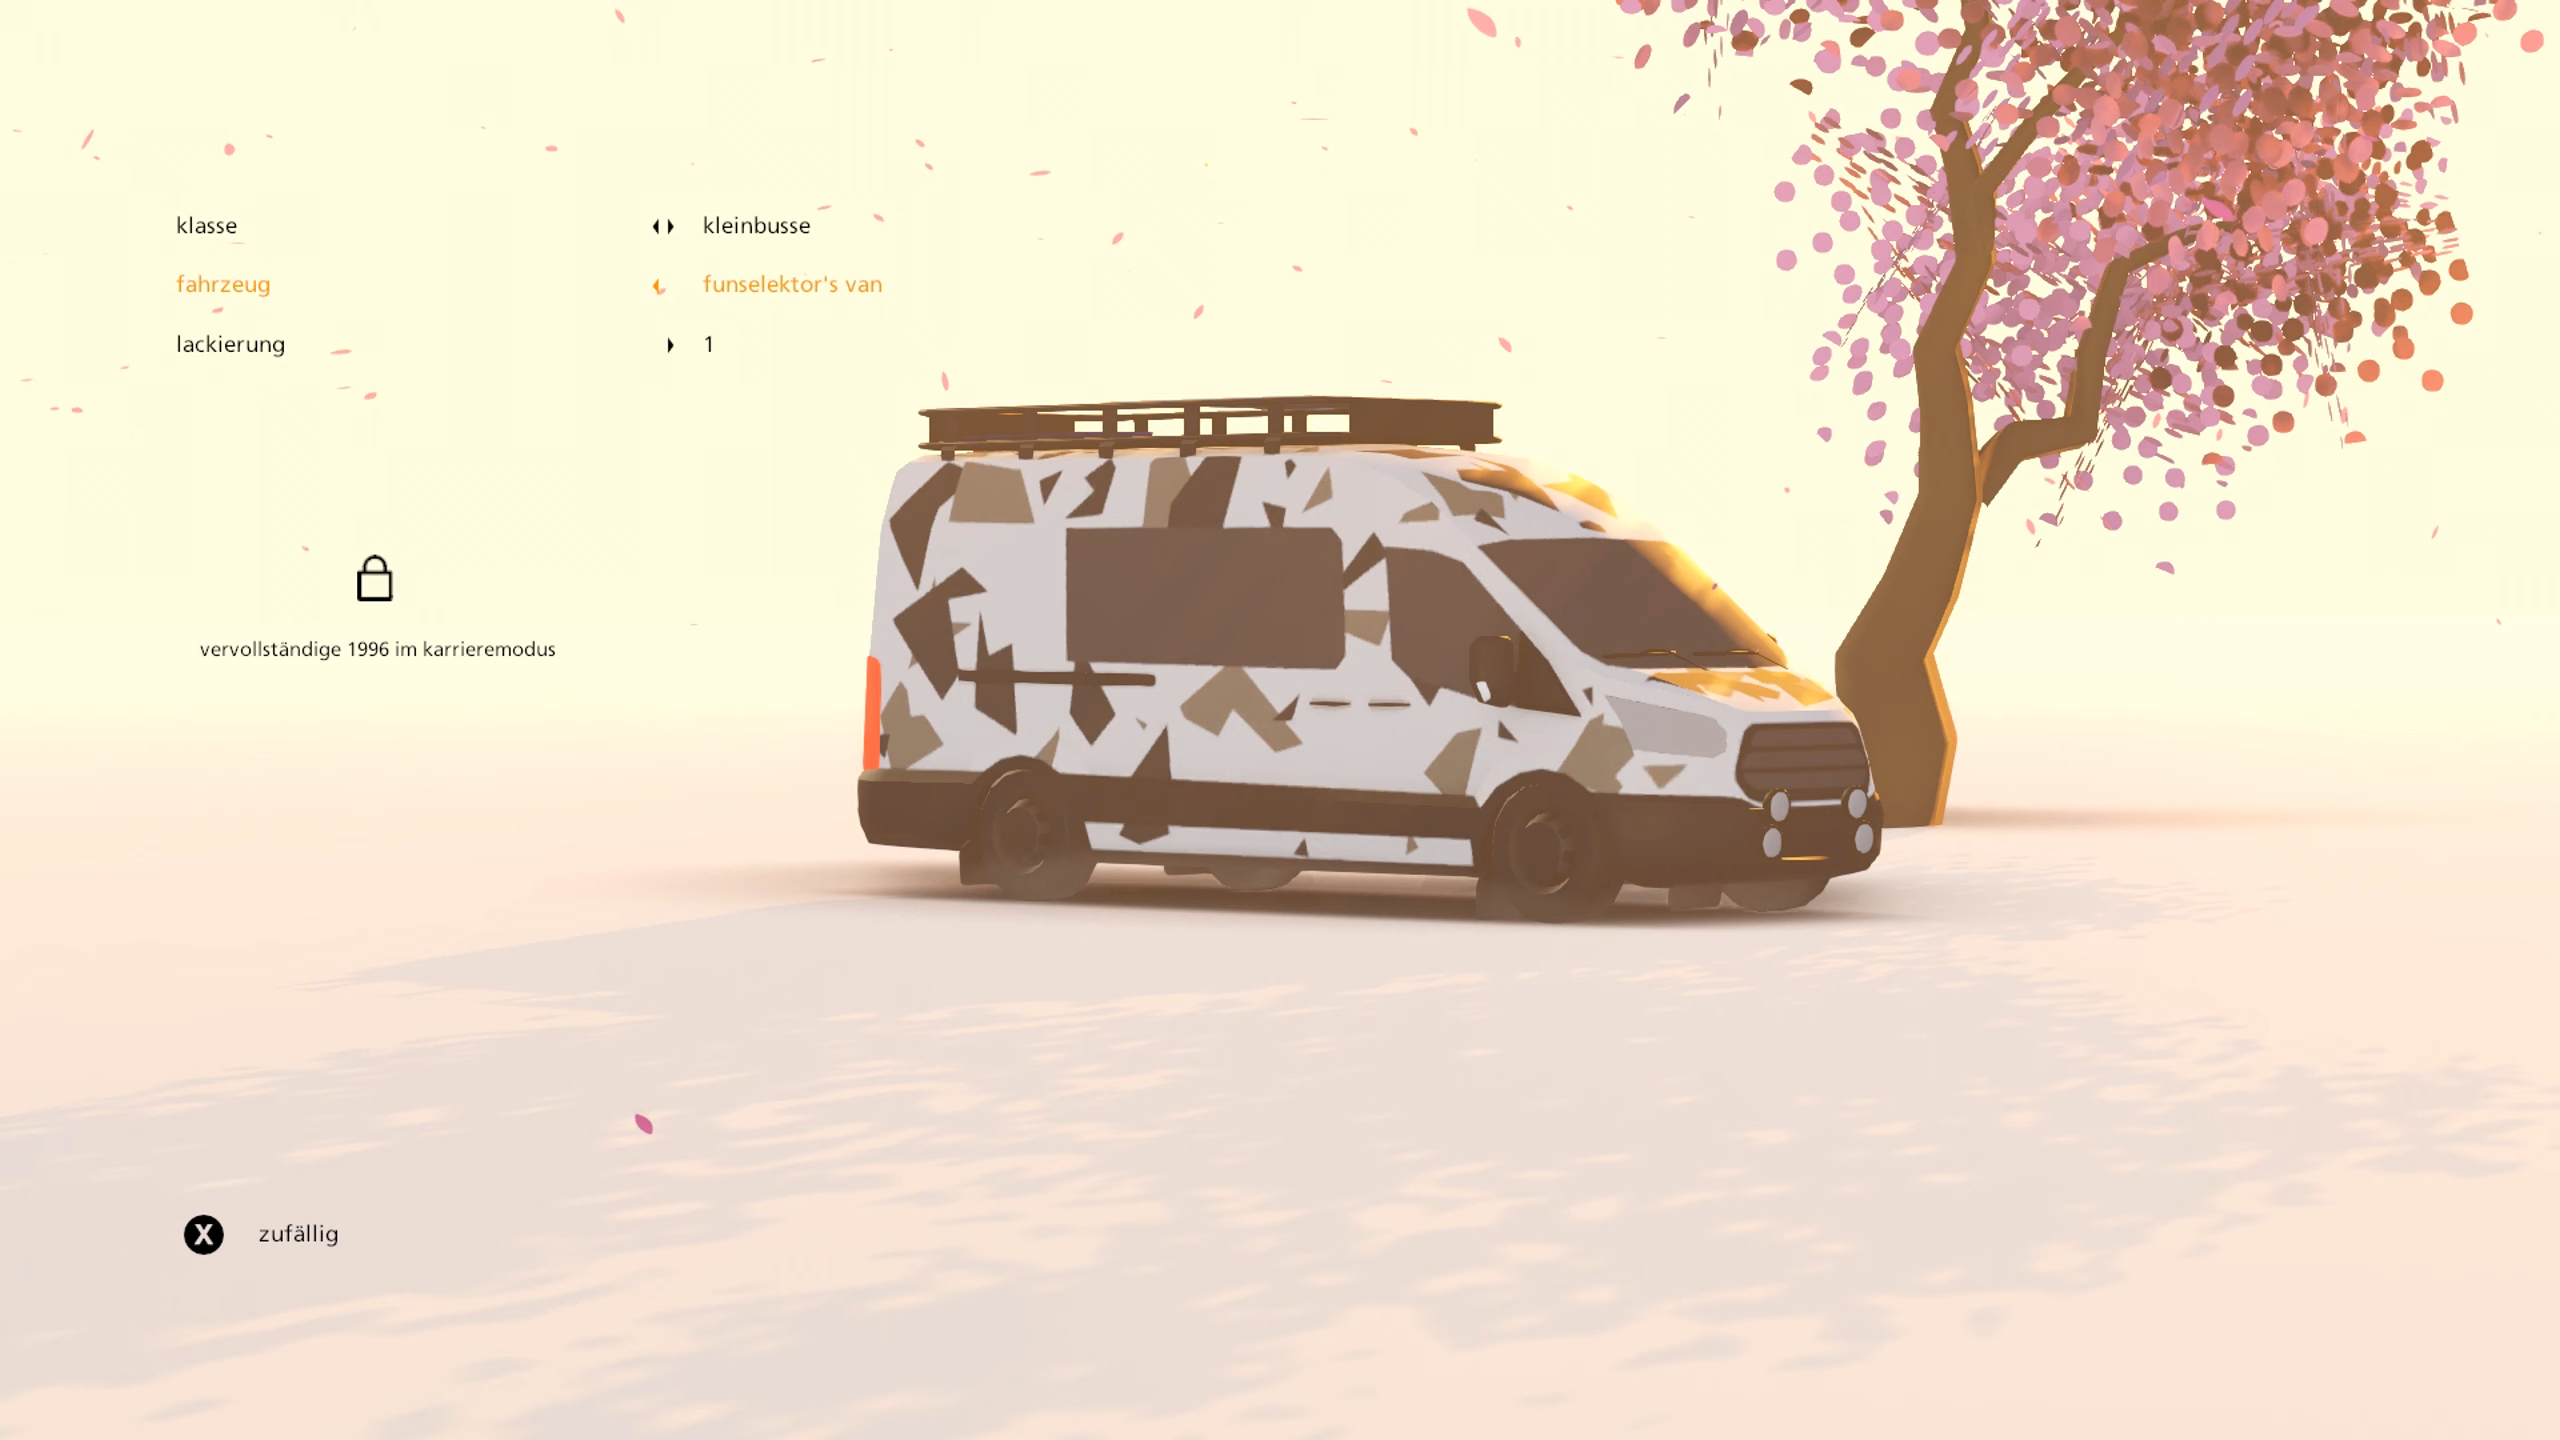 klasse
kleinbusse
fahrzeug
funselektor's van
lackierung
1
vervollständige 1996 im karrieremodus
X
zufällig